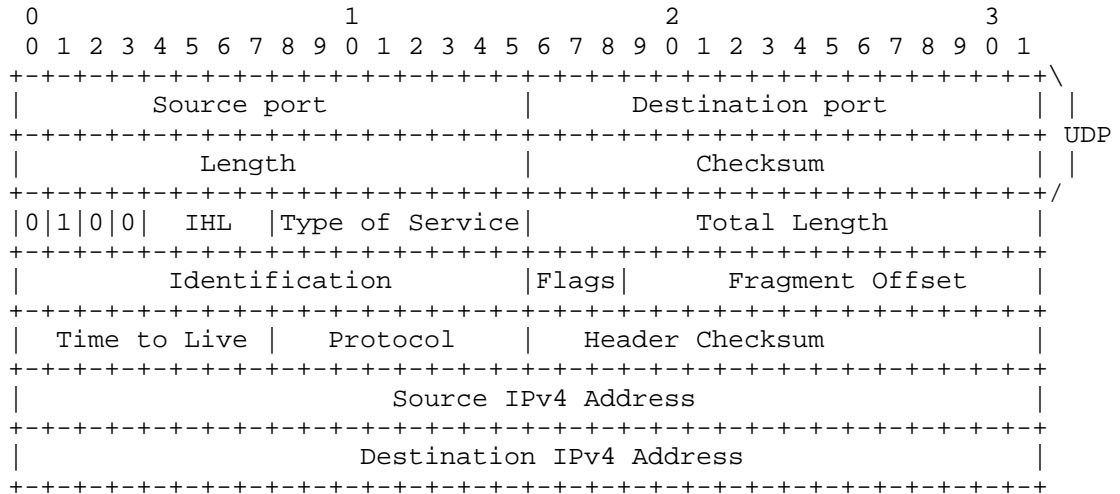 0                   1                   2                   3
 0 1 2 3 4 5 6 7 8 9 0 1 2 3 4 5 6 7 8 9 0 1 2 3 4 5 6 7 8 9 0 1
+-+-+-+-+-+-+-+-+-+-+-+-+-+-+-+-+-+-+-+-+-+-+-+-+-+-+-+-+-+-+-+-+\
|        Source port            |      Destination port         | |
+-+-+-+-+-+-+-+-+-+-+-+-+-+-+-+-+-+-+-+-+-+-+-+-+-+-+-+-+-+-+-+-+ UDP
|           Length              |          Checksum             | |
+-+-+-+-+-+-+-+-+-+-+-+-+-+-+-+-+-+-+-+-+-+-+-+-+-+-+-+-+-+-+-+-+/
|0|1|0|0|  IHL  |Type of Service|          Total Length         |
+-+-+-+-+-+-+-+-+-+-+-+-+-+-+-+-+-+-+-+-+-+-+-+-+-+-+-+-+-+-+-+-+
|         Identification        |Flags|      Fragment Offset    |
+-+-+-+-+-+-+-+-+-+-+-+-+-+-+-+-+-+-+-+-+-+-+-+-+-+-+-+-+-+-+-+-+
|  Time to Live |   Protocol    |   Header Checksum             |
+-+-+-+-+-+-+-+-+-+-+-+-+-+-+-+-+-+-+-+-+-+-+-+-+-+-+-+-+-+-+-+-+
|                       Source IPv4 Address                     |
+-+-+-+-+-+-+-+-+-+-+-+-+-+-+-+-+-+-+-+-+-+-+-+-+-+-+-+-+-+-+-+-+
|                     Destination IPv4 Address                  |
+-+-+-+-+-+-+-+-+-+-+-+-+-+-+-+-+-+-+-+-+-+-+-+-+-+-+-+-+-+-+-+-+